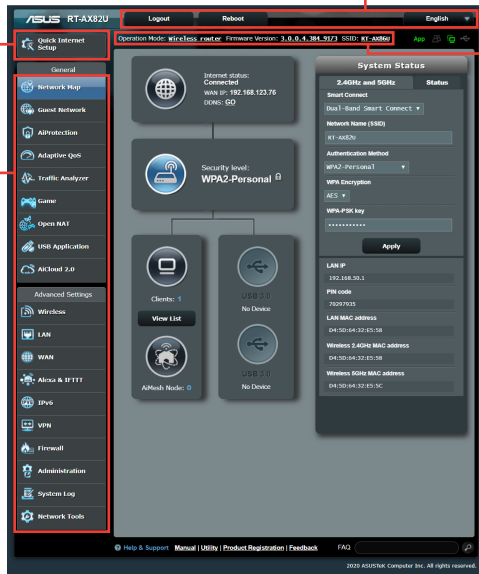 ASUS RT-AX82U
Logout
Reboot
English
Quick Internet
Setup
Operation Mode: Wireless router Firmware Version: 3.0.0.4.384_9173 SSID: RT-AX86U
App
General
Network Map
Guest Network
AiProtection
Adaptive QoS
Traffic Analyzer
Game
Open NAT
USB Application
AiCloud 2.0
Advanced Settings
Wireless
LAN
WAN
Alexa & IFTTT
IPv6
VPN
Firewall
Administration
System Log
Network Tools
Internet status:
Connected
WAN IP: 192.168.123.76
DDNS: GO
Security level:
WPA2-Personal
Clients: 1
View List
AiMesh Node: 0
USB 3.0
No Device
USB 3.0
No Device
System Status
2.4GHz and 5GHz
Status
Smart Connect
Dual-Band Smart Connect
Network Name (SSID)
RT-AX82U
Authentication Method
WPA2-Personal
WPA Encryption
AES
WPA-PSK key
Apply
LAN IP
192.168.50.1
PIN code
70297935
LAN MAC address
D4:5D:64:32:E5:58
Wireless 2.4GHz MAC address
D4:5D:64:32:E5:58
Wireless 5GHz MAC address
D4:5D:64:32:E5:5C
Help & Support Manual | Utility | Product Registration | Feedback
FAQ
2020 ASUSTeK Computer Inc. All rights reserved.